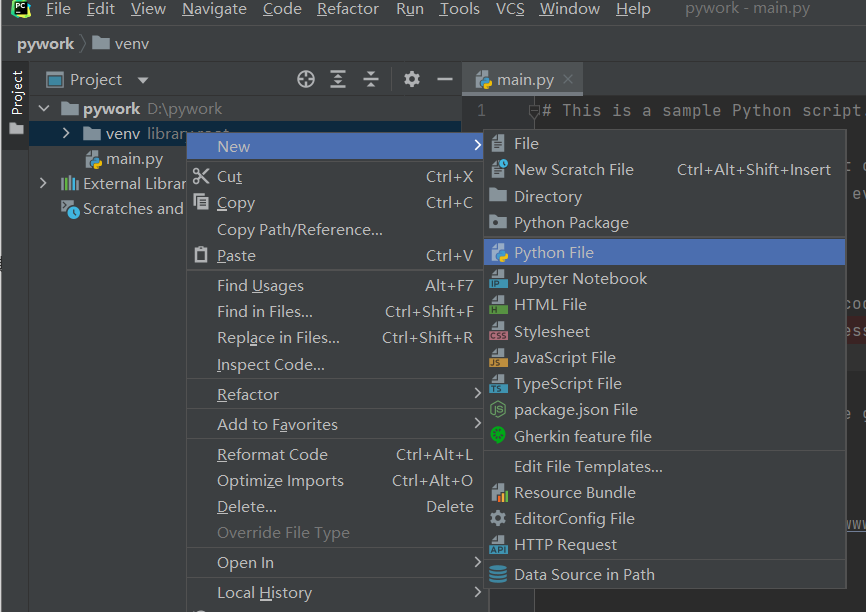 PC File Edit View Navigate Code Refactor Run Tools VCS Window Help pywork - main.py
pywork venv
Project
Project
main.py
pywork D:\pywork
1 # This is a sample Python script
venv library root
main.py
External Librar
Scratches and
New
Cut Ctrl+X
Copy Ctrl+C
Copy Path/Reference...
Paste Ctrl+V
Find Usages Alt+F7
Find in Files... Ctrl+Shift+F
Replace in Files... Ctrl+Shift+R
Inspect Code...
Refactor
Add to Favorites
Reformat Code Ctrl+Alt+L
Optimize Imports Ctrl+Alt+O
Delete... Delete
Override File Type
Open In
Local History
File
New Scratch File Ctrl+Alt+Shift+Insert
Directory
Python Package
Python File
Jupyter Notebook
HTML File
Stylesheet
JavaScript File
TypeScript File
package.json File
Gherkin feature file
Edit File Templates...
Resource Bundle
EditorConfig File
HTTP Request
Data Source in Path